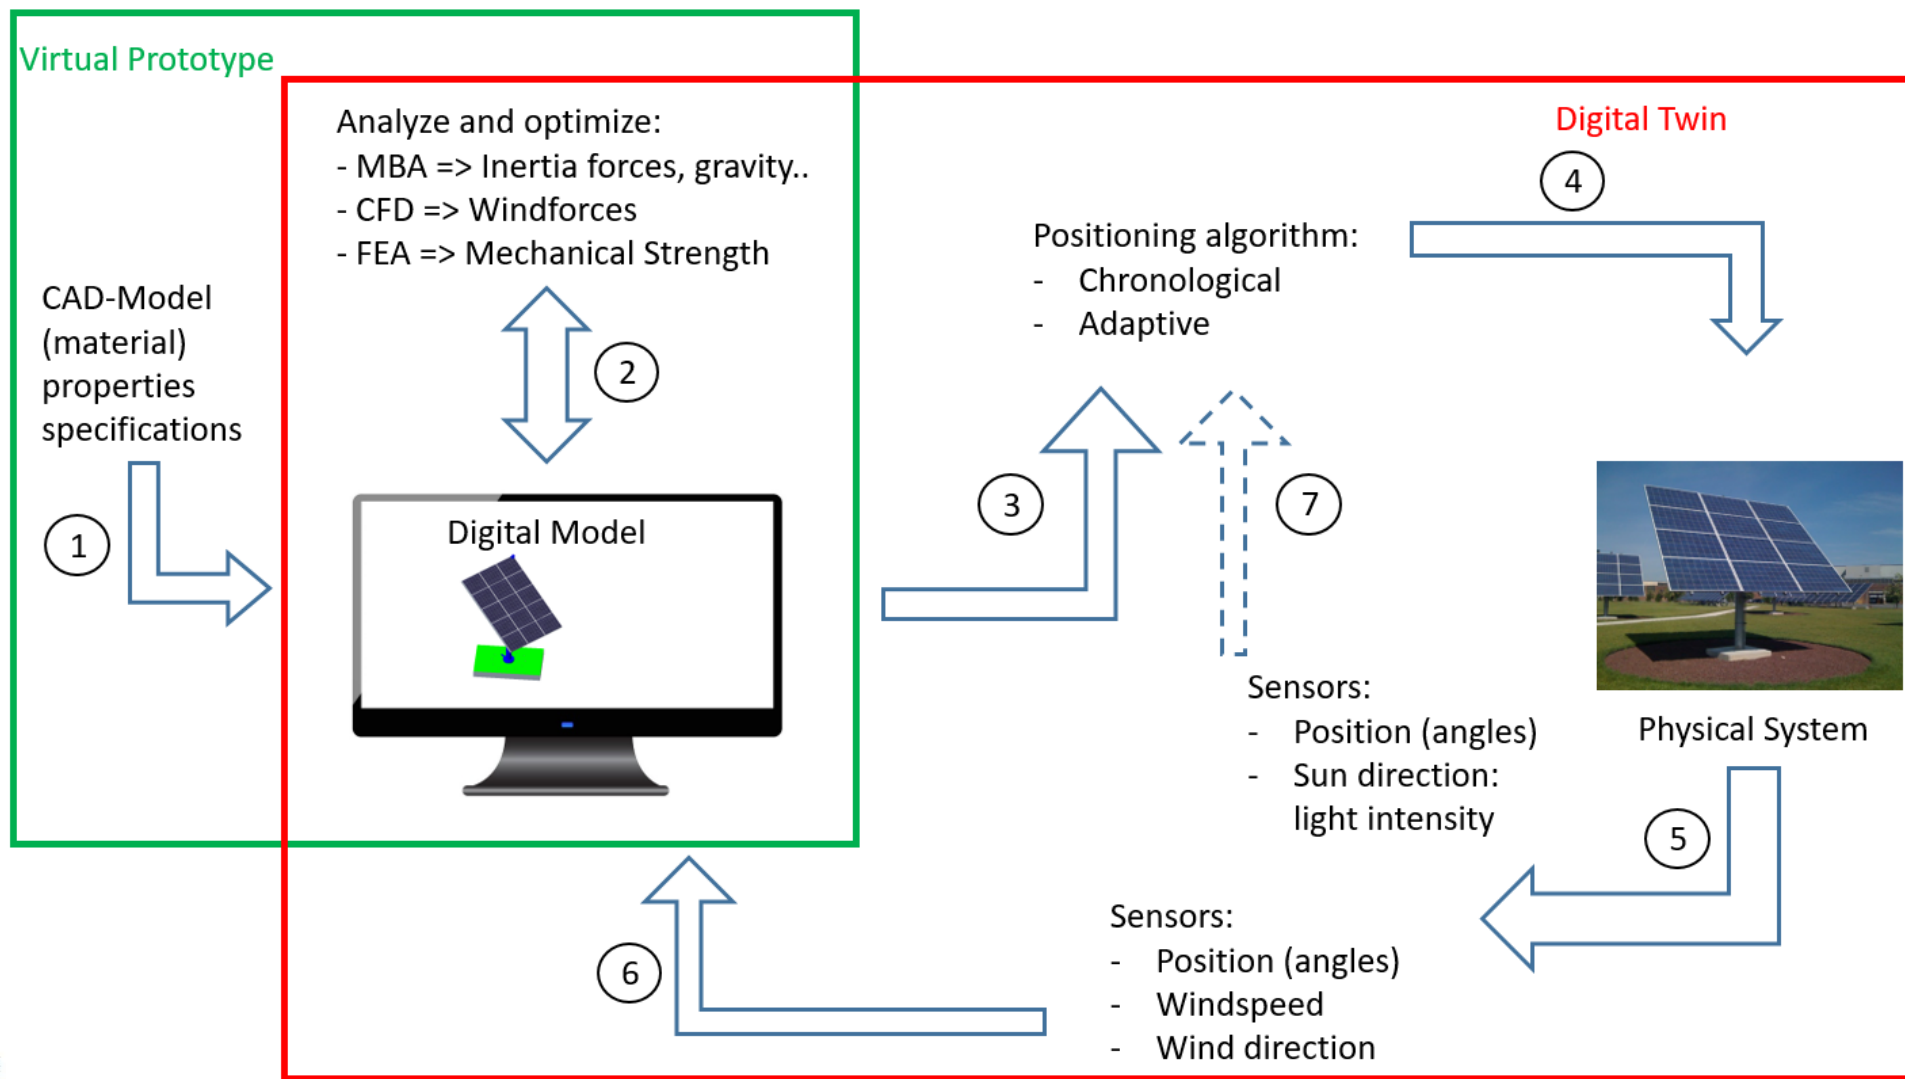 Virtual Prototype
Digital Twin
Analyze and optimize:
- MBA => Inertia forces, gravity..
- CFD => Windforces
- FEA => Mechanical Strength
4
Positioning algorithm:
- Chronological
- Adaptive
CAD-Model
(material)
properties
specifications
2
1
Digital Model
3
7
Sensors:
- Position (angles)
- Sun direction:
light intensity
Physical System
5
Sensors:
- Position (angles)
- Windspeed
- Wind direction
6